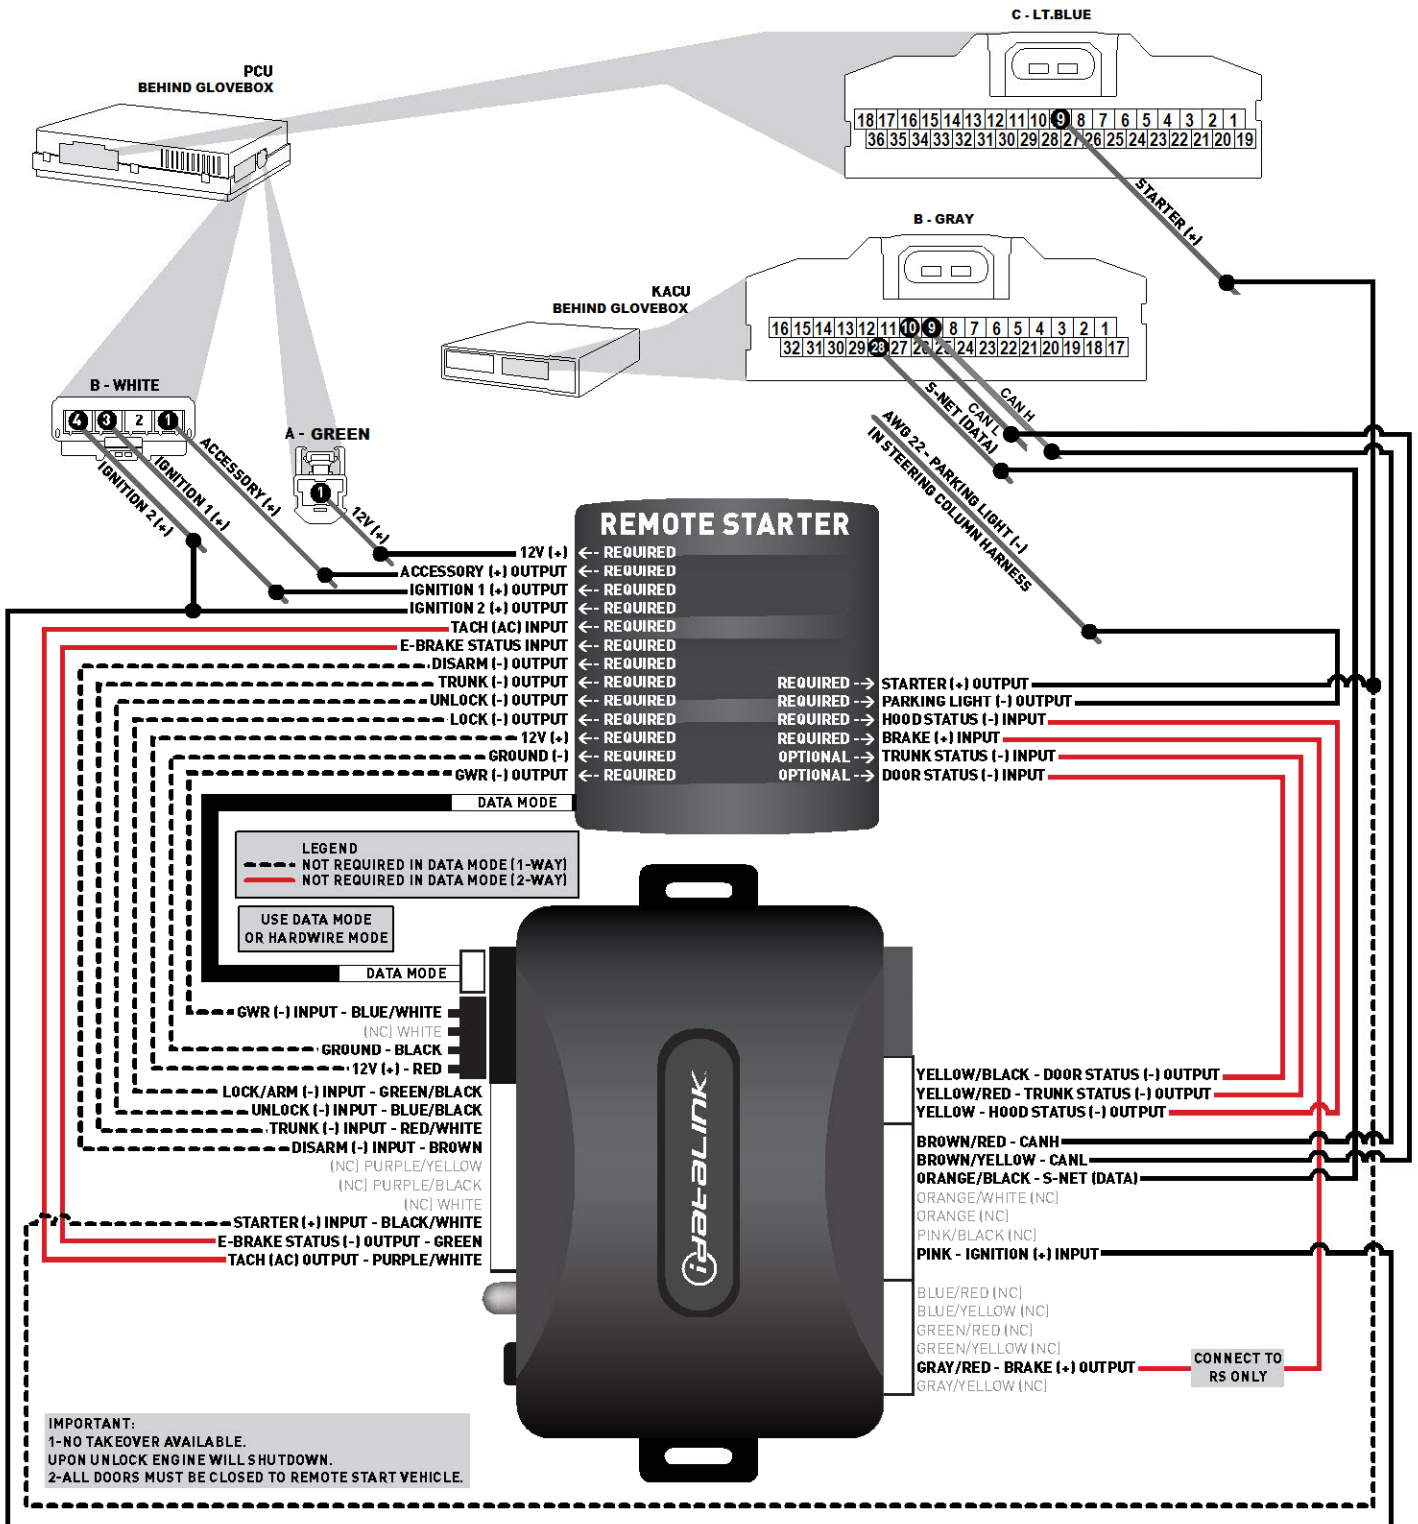 C - LT.BLUE
PCU
BEHIND GLOVEBOX
18 17 16 15 14 13 12 11 10 9 8 7 6 5 4 3 2 1
36 35 34 33 32 31 30 29 28 27 26 25 24 23 22 21 20 19
STARTER (+)
B - GRAY
KACU
BEHIND GLOVEBOX
16 15 14 13 12 11 10 9 8 7 6 5 4 3 2 1
32 31 30 29 28 27 26 25 24 23 22 21 20 19 18 17
CAN H
CAN L
S-NET (DATA)
AWG 22 - PARKING LIGHT (-)
IN STEERING COLUMN HARNESS
B - WHITE
4 3 2 1
A - GREEN
1
IGNITION 2 (+)
IGNITION 1 (+)
ACCESSORY (+)
12V (+)
REMOTE STARTER
12V (+) <-- REQUIRED
ACCESSORY (+) OUTPUT <-- REQUIRED
IGNITION 1 (+) OUTPUT <-- REQUIRED
IGNITION 2 (+) OUTPUT <-- REQUIRED
TACH (AC) INPUT <-- REQUIRED
E-BRAKE STATUS INPUT <-- REQUIRED
DISARM (-) OUTPUT <-- REQUIRED
TRUNK (-) OUTPUT <-- REQUIRED
UNLOCK (-) OUTPUT <-- REQUIRED
LOCK (-) OUTPUT <-- REQUIRED
12V (+) <-- REQUIRED
GROUND (-) <-- REQUIRED
GWR (-) OUTPUT <-- REQUIRED
REQUIRED --> STARTER (+) OUTPUT
REQUIRED --> PARKING LIGHT (-) OUTPUT
REQUIRED --> HOOD STATUS (-) INPUT
REQUIRED --> BRAKE (+) INPUT
OPTIONAL --> TRUNK STATUS (-) INPUT
OPTIONAL --> DOOR STATUS (-) INPUT
DATA MODE
LEGEND
NOT REQUIRED IN DATA MODE (1-WAY)
NOT REQUIRED IN DATA MODE (2-WAY)
USE DATA MODE
OR HARDWIRE MODE
DATA MODE
GWR (-) INPUT - BLUE/WHITE
(NC) WHITE
GROUND - BLACK
12V (+) - RED
LOCK/ARM (-) INPUT - GREEN/BLACK
UNLOCK (-) INPUT - BLUE/BLACK
TRUNK (-) INPUT - RED/WHITE
DISARM (-) INPUT - BROWN
(NC) PURPLE/YELLOW
(NC) PURPLE/BLACK
(NC) WHITE
STARTER (+) INPUT - BLACK/WHITE
E-BRAKE STATUS (-) OUTPUT - GREEN
TACH (AC) OUTPUT - PURPLE/WHITE
idataLINK
YELLOW/BLACK - DOOR STATUS (-) OUTPUT
YELLOW/RED - TRUNK STATUS (-) OUTPUT
YELLOW - HOOD STATUS (-) OUTPUT
BROWN/RED - CANH
BROWN/YELLOW - CANL
ORANGE/BLACK - S-NET (DATA)
ORANGE/WHITE (NC)
ORANGE (NC)
PINK/BLACK (NC)
PINK - IGNITION (+) INPUT
BLUE/RED (NC)
BLUE/YELLOW (NC)
GREEN/RED (NC)
GREEN/YELLOW (NC)
GRAY/RED - BRAKE (+) OUTPUT
GRAY/YELLOW (NC)
CONNECT TO
RS ONLY
IMPORTANT:
1-NO TAKEOVER AVAILABLE.
UPON UNLOCK ENGINE WILL SHUTDOWN.
2-ALL DOORS MUST BE CLOSED TO REMOTE START VEHICLE.